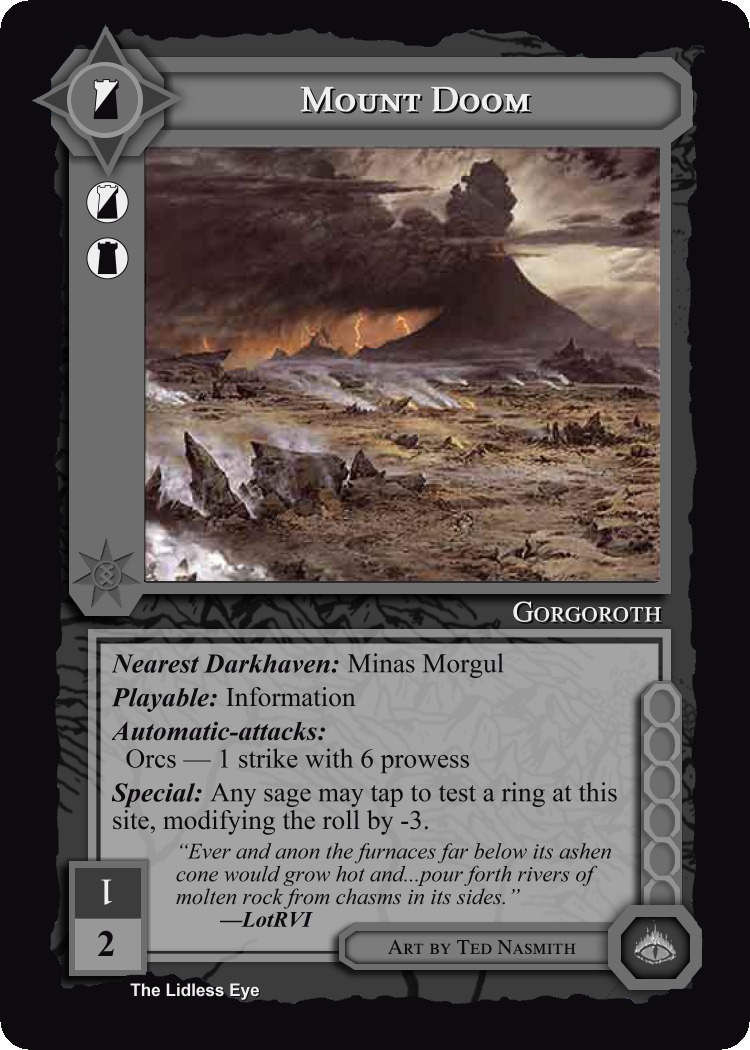 Mount Doom
Gorgoroth
Nearest Darkhaven: Minas Morgul
Playable: Information
Automatic-attacks:
Orcs — 1 strike with 6 prowess
Special: Any sage may tap to test a ring at this
site, modifying the roll by -3.
“Ever and anon the furnaces far below its ashen
cone would grow hot and...pour forth rivers of
molten rock from chasms in its sides.”
—LotRVI
1
2
Art by Ted Nasmith
The Lidless Eye